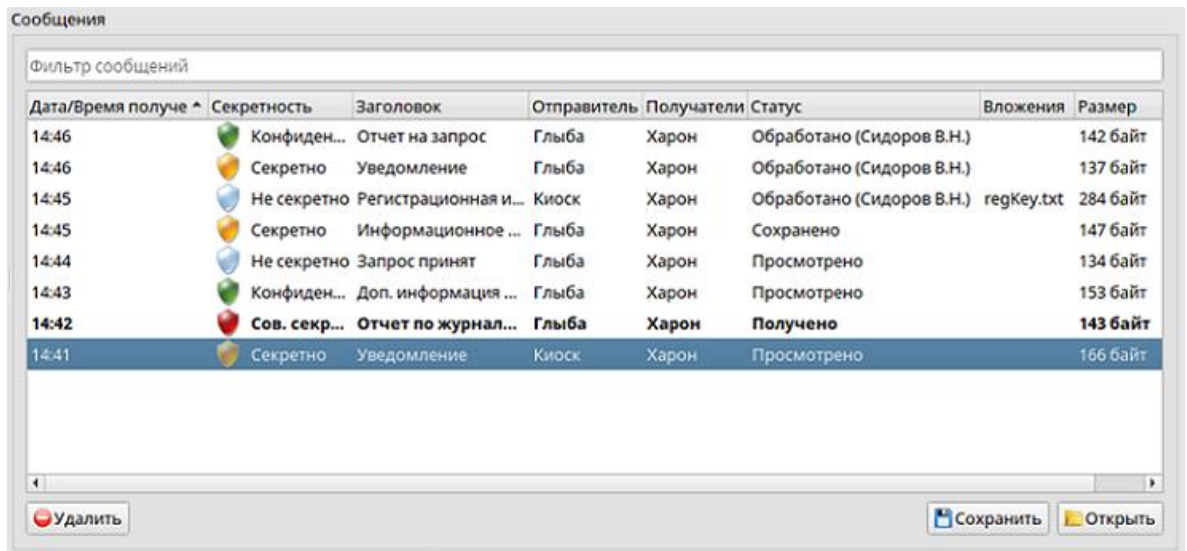 Сообщения
Фильтр сообщений
Дата/Время получе Секретность Заголовок Отправитель Получатели Статус Вложения Размер
14:46 Конфиден... Отчет на запрос Глыба Харон Обработано (Сидоров В.Н.) 142 байт
14:46 Секретно Уведомление Глыба Харон Обработано (Сидоров В.Н.) 137 байт
14:45 Не секретно Регистрационная и... Киоск Харон Обработано (Сидоров В.Н.) regKey.txt 284 байт
14:45 Секретно Информационное ... Глыба Харон Сохранено 147 байт
14:44 Не секретно Запрос принят Глыба Харон Просмотрено 134 байт
14:43 Конфиден... Доп. информация ... Глыба Харон Просмотрено 153 байт
14:42 Сов. секр... Отчет по журнал... Глыба Харон Получено 143 байт
14:41 Секретно Уведомление Киоск Харон Просмотрено 166 байт
Удалить Сохранить Открыть